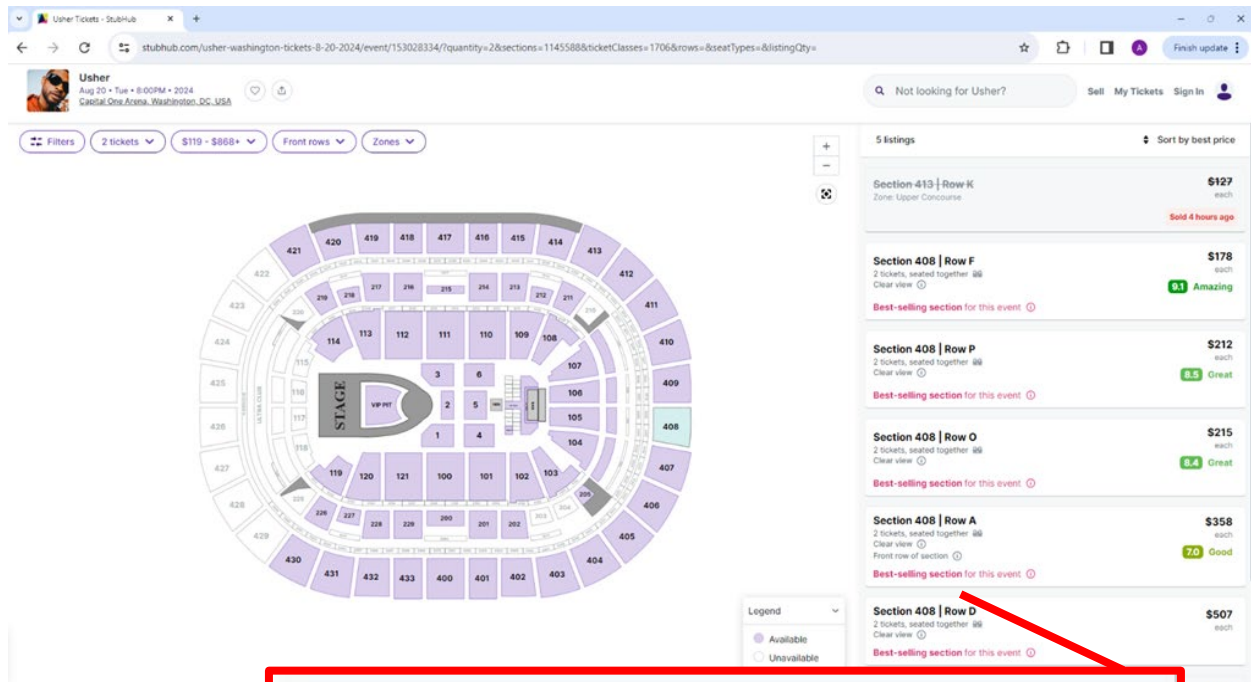 Usher Tickets - StubHub
stubhub.com/usher-washington-tickets-8-20-2024/event/153028334/?quantity=2&sections=1145588&ticketClasses=1706&rows=&seatTypes=&listingQty=
Finish update
Usher
Aug 20 • Tue • 8:00PM • 2024
Capital One Arena, Washington, DC, USA
Not looking for Usher?
Sell My Tickets Sign In
Filters
2 tickets
$119 - $868+
Front rows
Zones
5 listings
Sort by best price
Section 413 | Row K
Zone: Upper Concourse
$127
each
Sold 4 hours ago
Section 408 | Row F
2 tickets, seated together
Clear view
Best-selling section for this event
$178
each
9.1 Amazing
Section 408 | Row P
2 tickets, seated together
Clear view
Best-selling section for this event
$212
each
8.5 Great
Section 408 | Row O
2 tickets, seated together
Clear view
Best-selling section for this event
$215
each
8.4 Great
Section 408 | Row A
2 tickets, seated together
Clear view
Front row of section
Best-selling section for this event
$358
each
7.0 Good
Section 408 | Row D
2 tickets, seated together
Clear view
Best-selling section for this event
$507
each
421 420 419 418 417 416 415 414 413
422 412
423 219 218 217 216 215 214 213 212 211 411
424 114 113 112 111 110 109 108 410
115 107
425 116 3 6 106 409
STAGE VIP PIT 2 5
426 117 105 408
118 1 4 104
427 119 120 121 100 101 102 103 407
428 226 227 228 229 200 201 202 203 204 205 406
429 405
430 404
431 432 433 400 401 402 403
Legend
Available
Unavailable